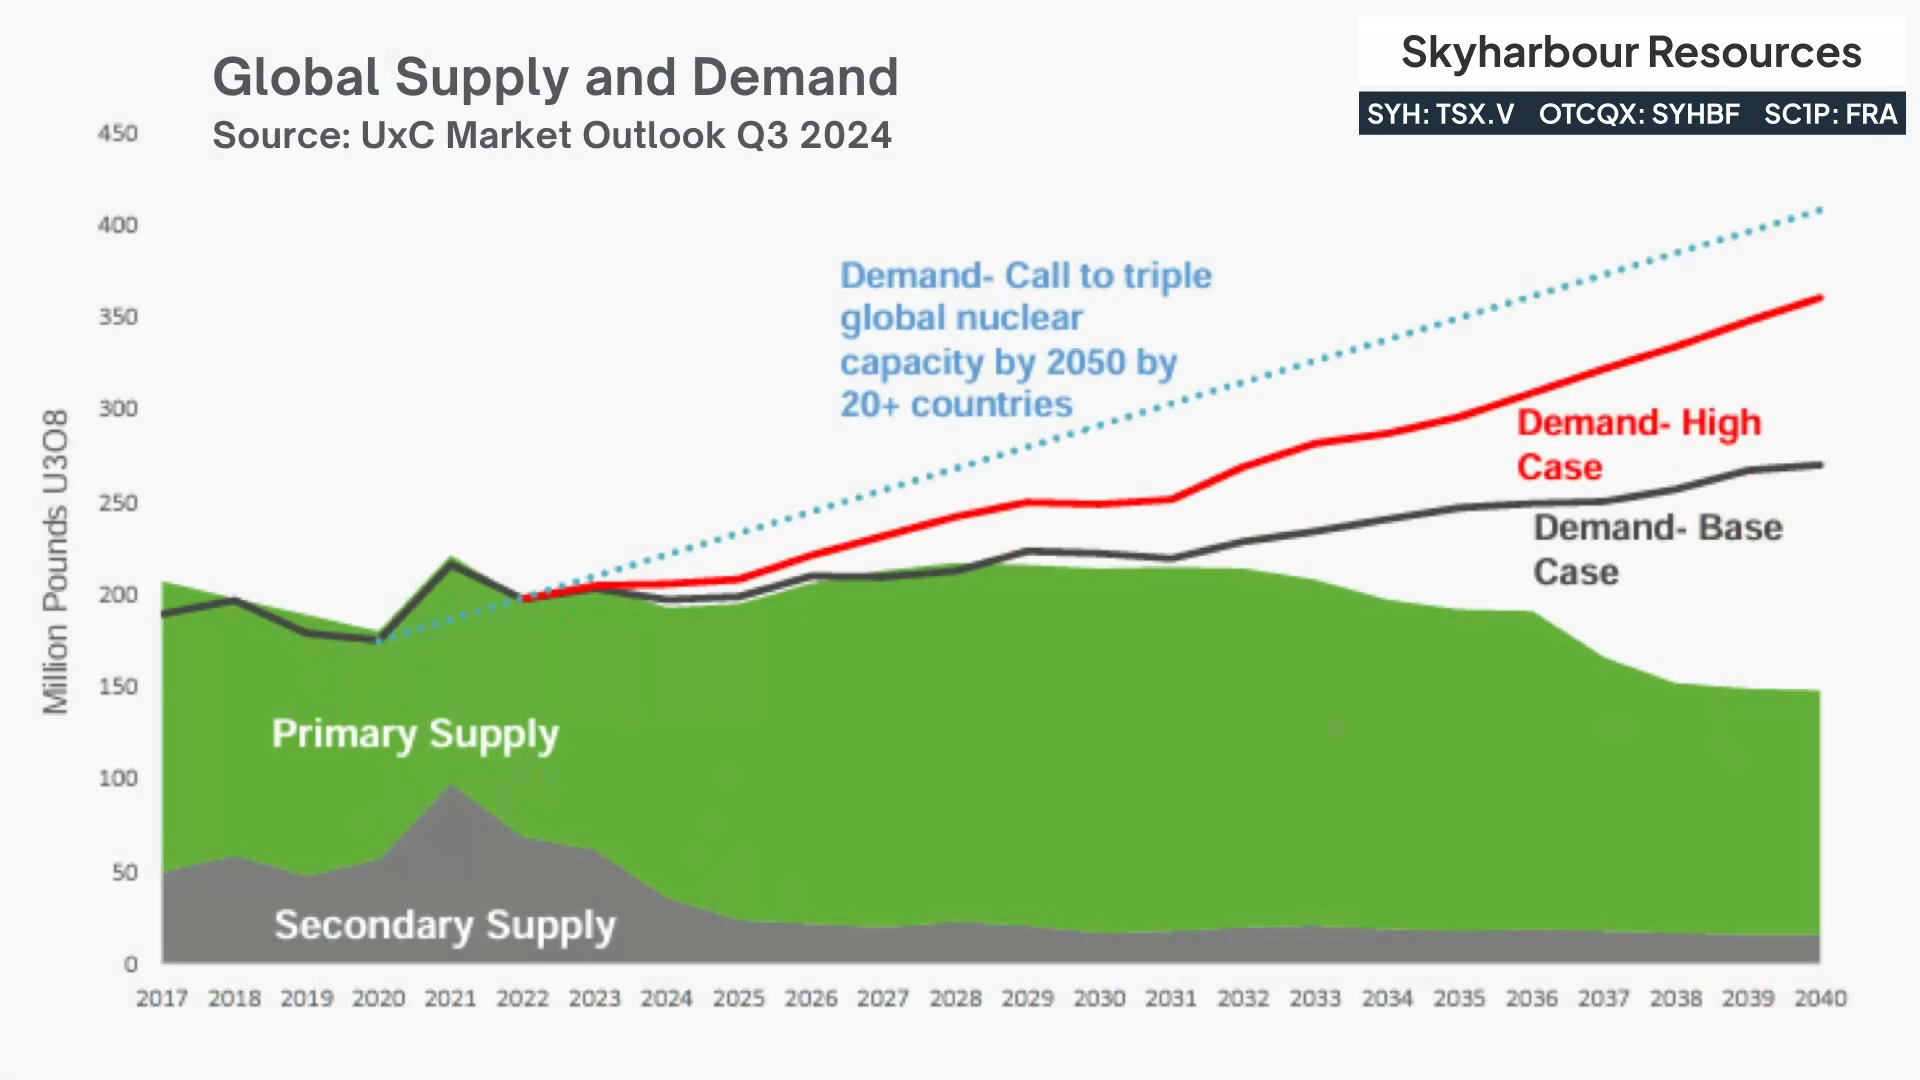 Global Supply and Demand
Source: UxC Market Outlook Q3 2024
Skyharbour Resources
SYH: TSX.V OTCQX: SYHBF SC1P: FRA
Million Pounds U3O8
450
400
350
300
250
200
150
100
50
0
Demand- Call to triple
global nuclear
capacity by 2050 by
20+ countries
Demand- High
Case
Demand- Base
Case
Primary Supply
Secondary Supply
2017 2018 2019 2020 2021 2022 2023 2024 2025 2026 2027 2028 2029 2030 2031 2032 2033 2034 2035 2036 2037 2038 2039 2040